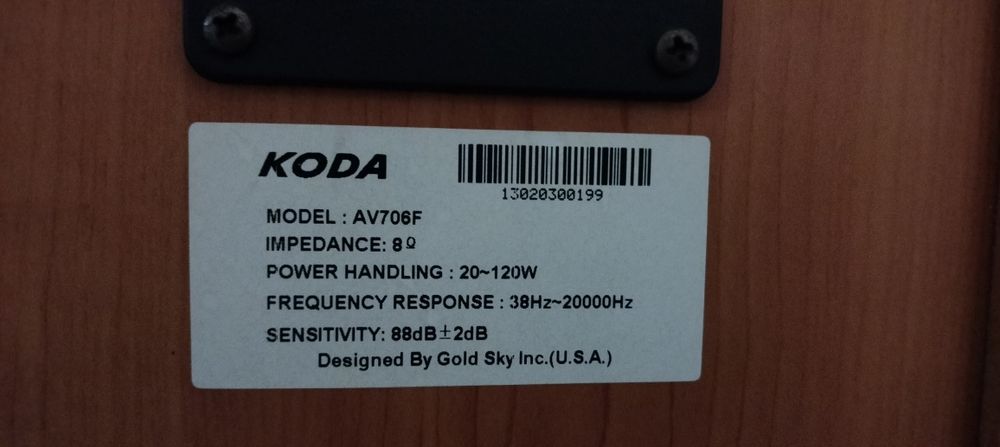 KODA
13020300199
MODEL : AV706F
IMPEDANCE: 8Ω
POWER HANDLING : 20~120W
FREQUENCY RESPONSE : 38Hz~20000Hz
SENSITIVITY: 88dB±2dB
Designed By Gold Sky Inc.(U.S.A.)